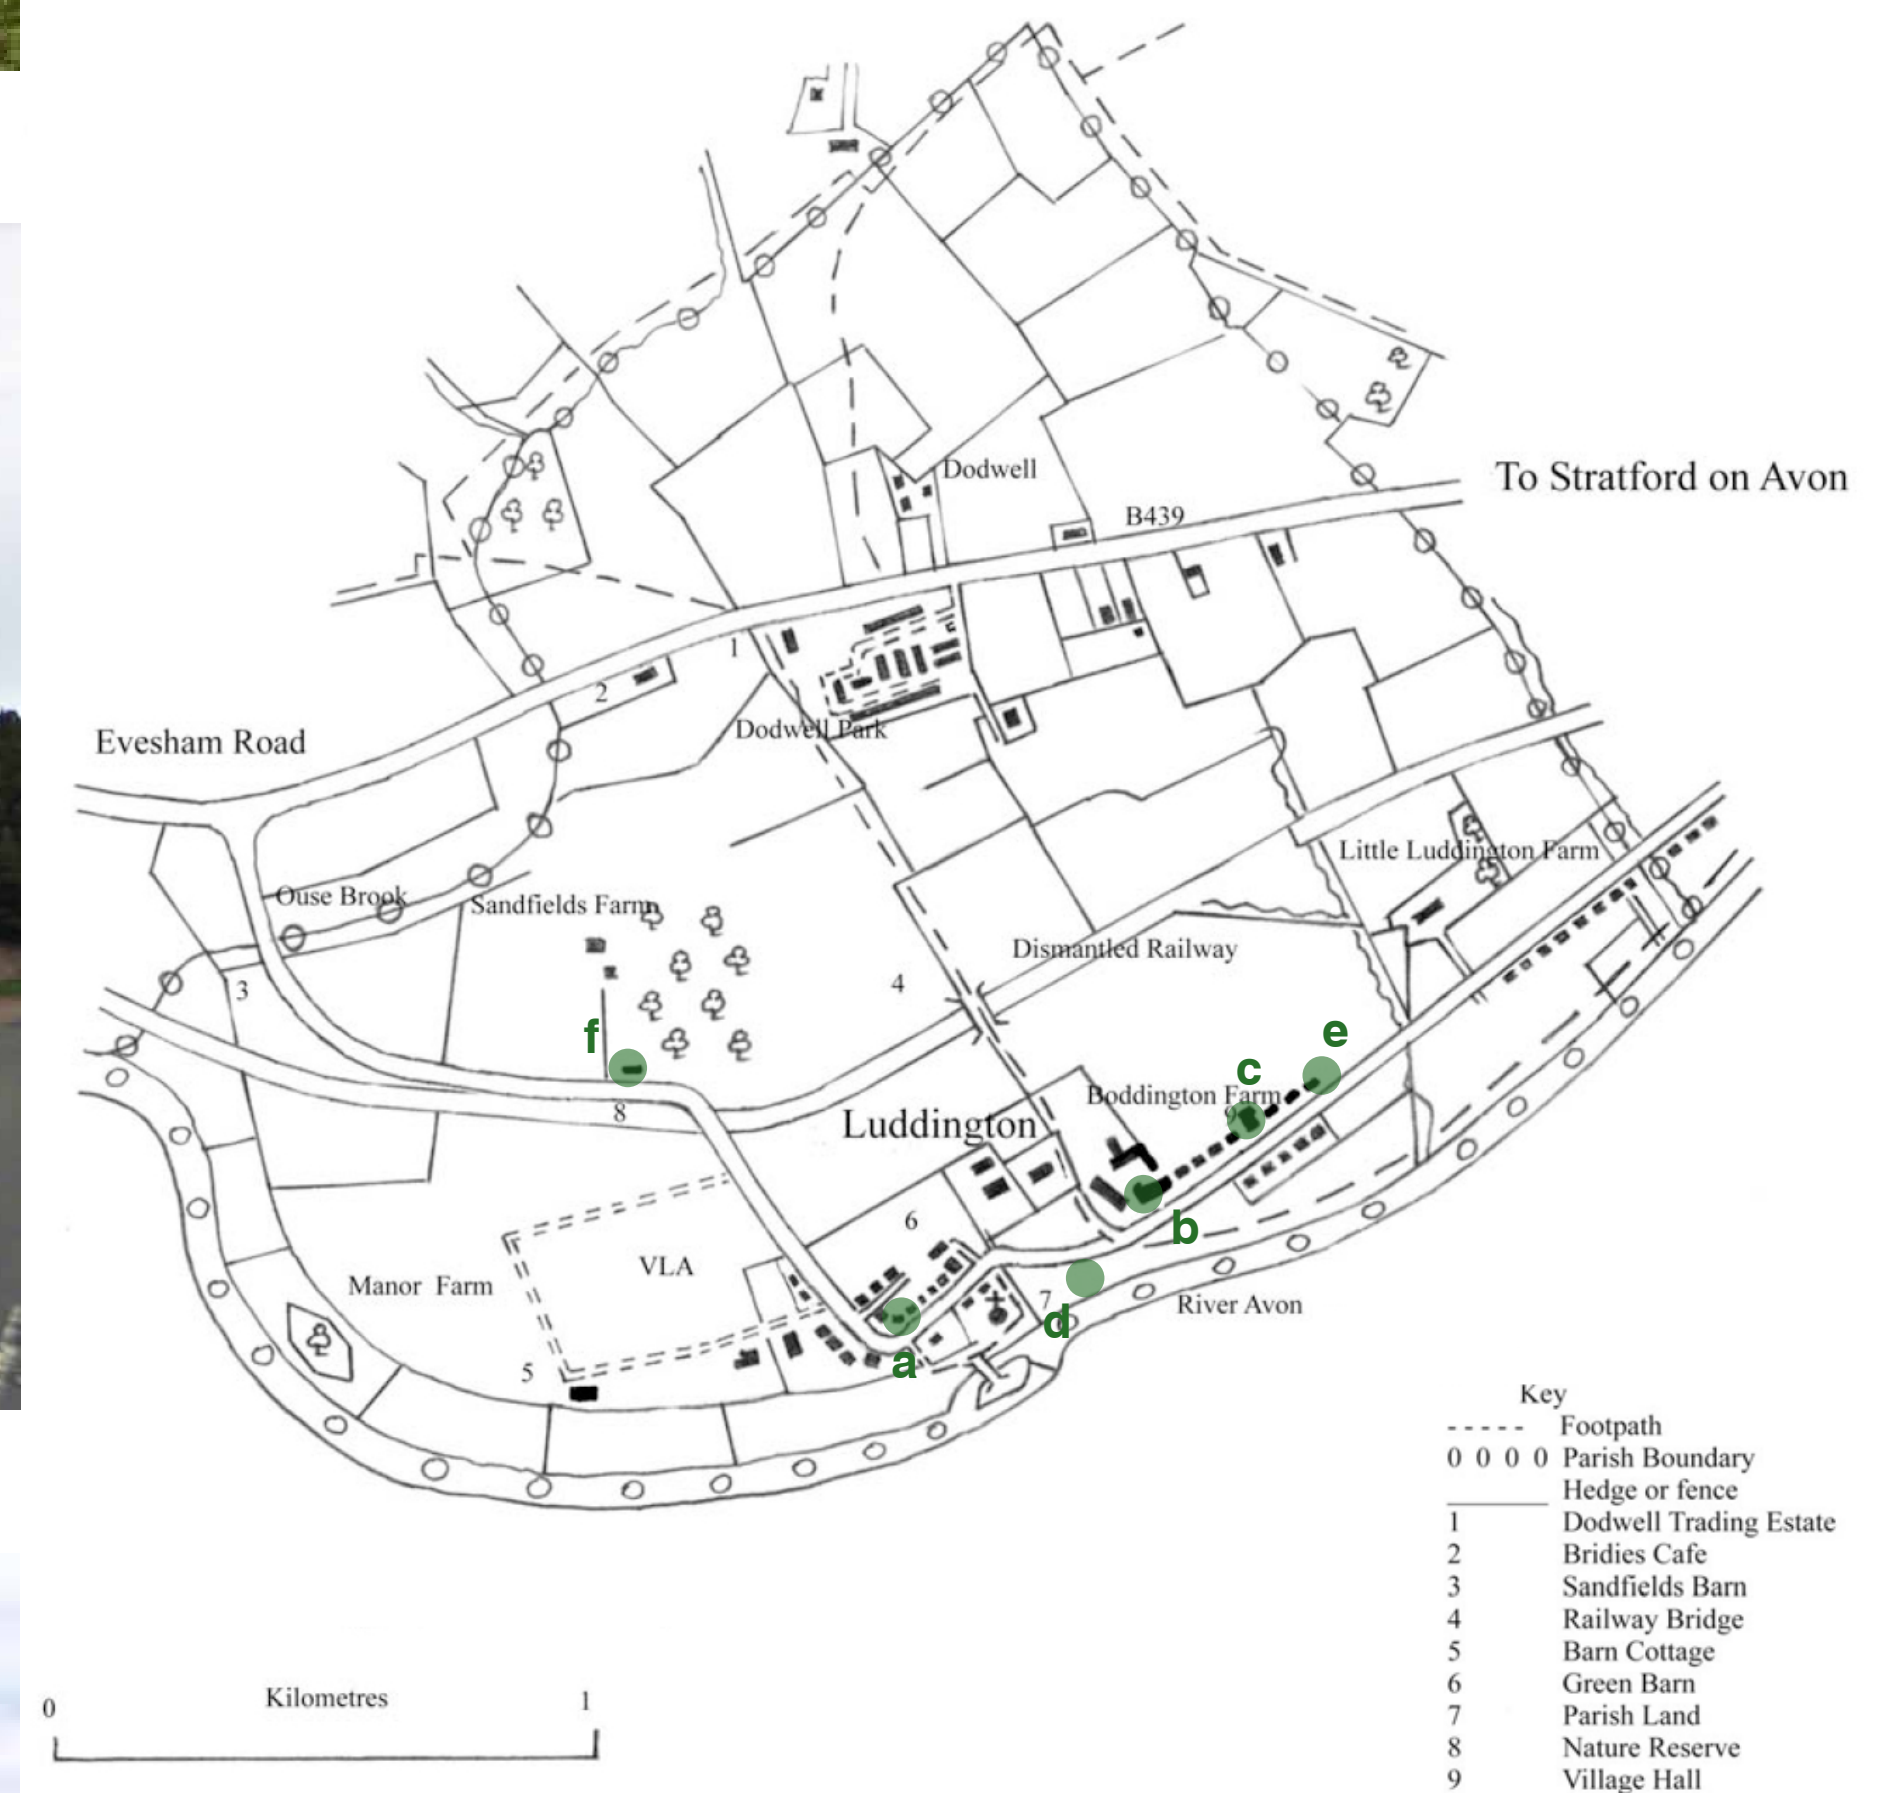 Dodwell
To Stratford on Avon
B439
1
2
Dodwell Park
Evesham Road
Little Luddington Farm
Ouse Brook
Sandfields Farm
Dismantled Railway
3
4
f
e
c
Boddington Farm
9
8
Luddington
6
b
VLA
Manor Farm
7
River Avon
d
5
a
Key
- - - - - Footpath
0 0 0 0 Parish Boundary
Hedge or fence
1 Dodwell Trading Estate
2 Bridies Cafe
3 Sandfields Barn
4 Railway Bridge
5 Barn Cottage
6 Green Barn
7 Parish Land
8 Nature Reserve
9 Village Hall
0 Kilometres 1